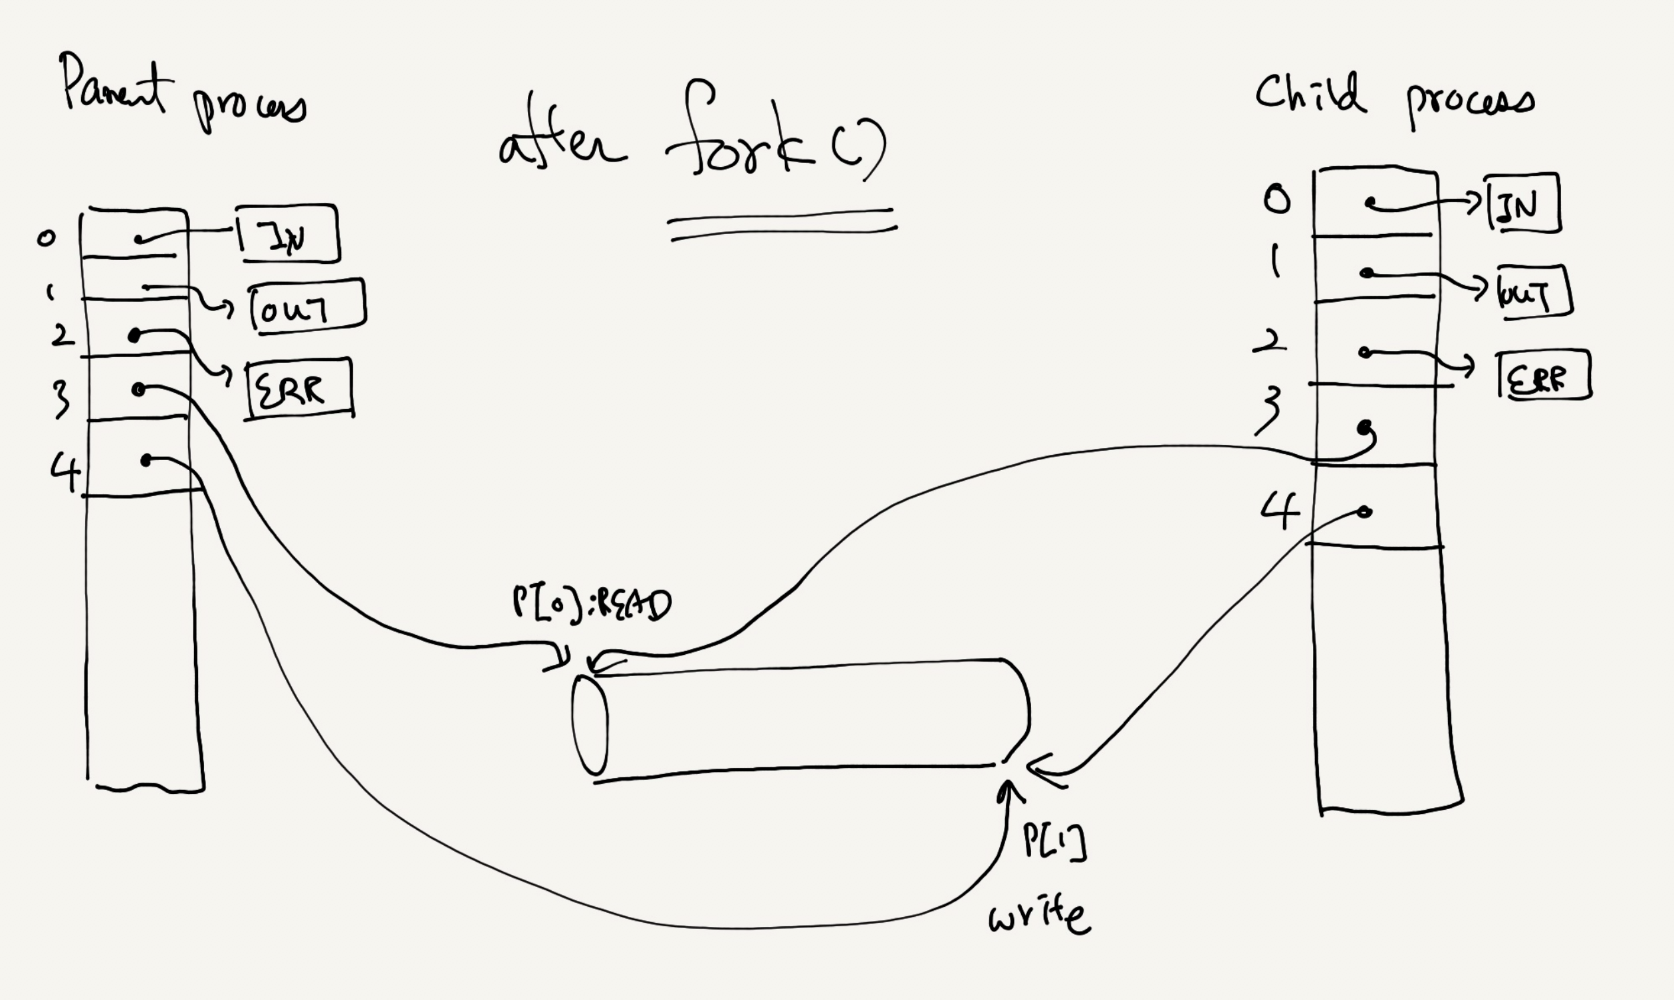 Parent process
after fork()
Child process
0
IN
1
OUT
2
ERR
3
4
0
IN
1
OUT
2
ERR
3
4
P[0]:READ
P[1]
write